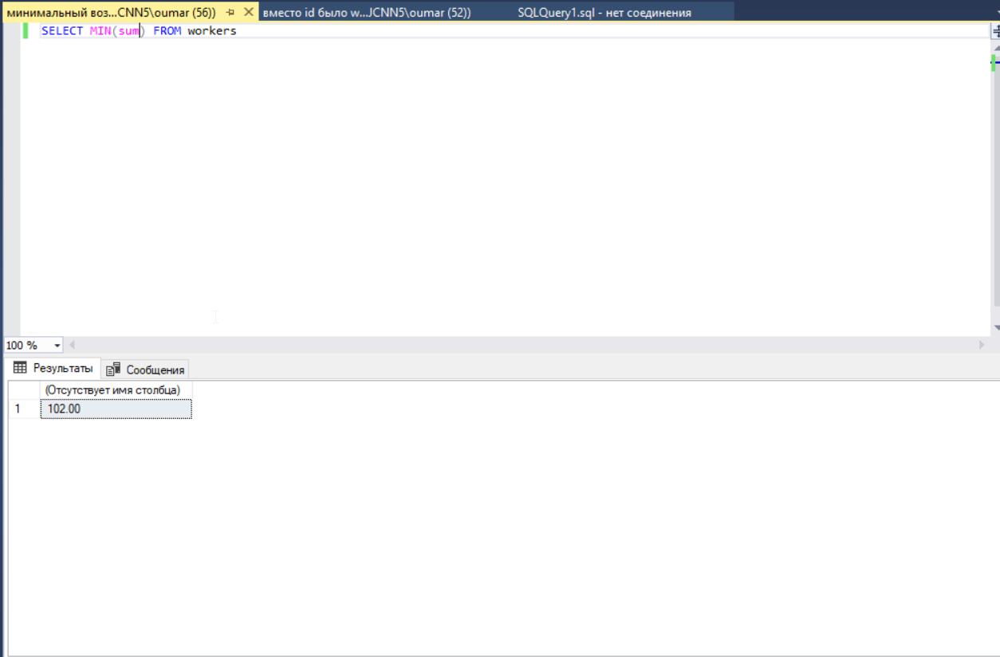 минимальный воз...CNN5\oumar (56)) вместо id было w...JCNN5\oumar (52)) SQLQuery1.sql - нет соединения
SELECT MIN(sum) FROM workers
100 %
Результаты Сообщения
(Отсутствует имя столбца)
1 102.00